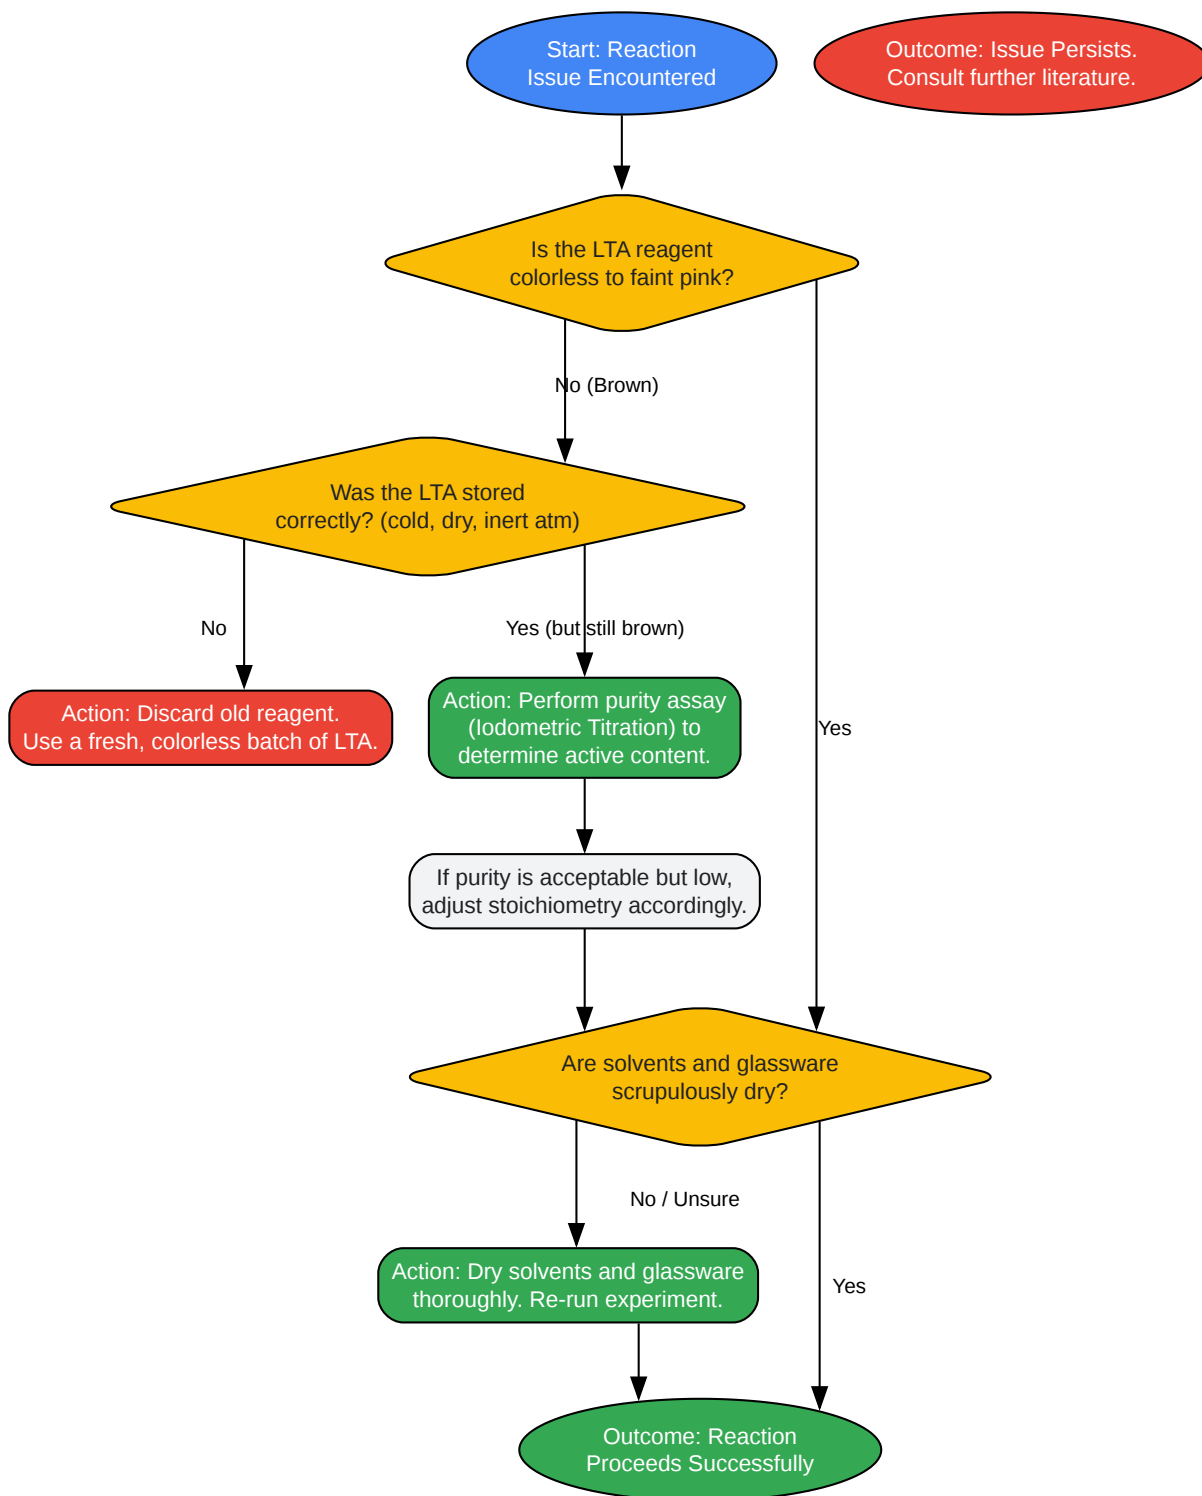 Start: Reaction
Issue Encountered
Outcome: Issue Persists.
Consult further literature.
Is the LTA reagent
colorless to faint pink?
No (Brown)
Was the LTA stored
correctly? (cold, dry, inert atm)
No
Yes (but still brown)
Action: Discard old reagent.
Use a fresh, colorless batch of LTA.
Action: Perform purity assay
(Iodometric Titration) to
determine active content.
Yes
If purity is acceptable but low,
adjust stoichiometry accordingly.
Are solvents and glassware
scrupulously dry?
No / Unsure
Action: Dry solvents and glassware
thoroughly. Re-run experiment.
Yes
Outcome: Reaction
Proceeds Successfully